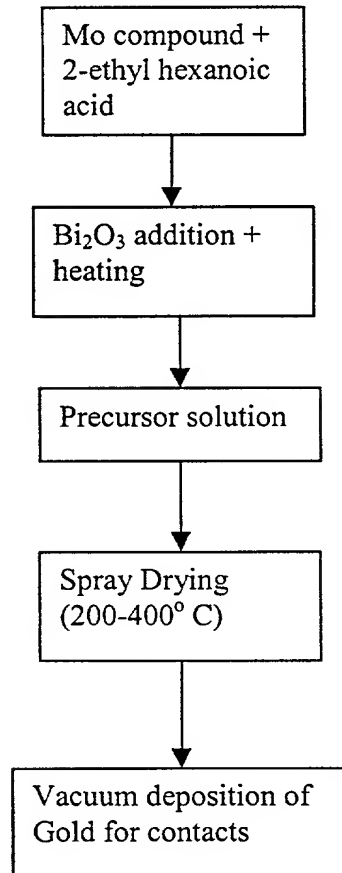 Mo compound +
2-ethyl hexanoic
acid
Bi₂O₃ addition +
heating
Precursor solution
Spray Drying
(200-400° C)
Vacuum deposition of
Gold for contacts